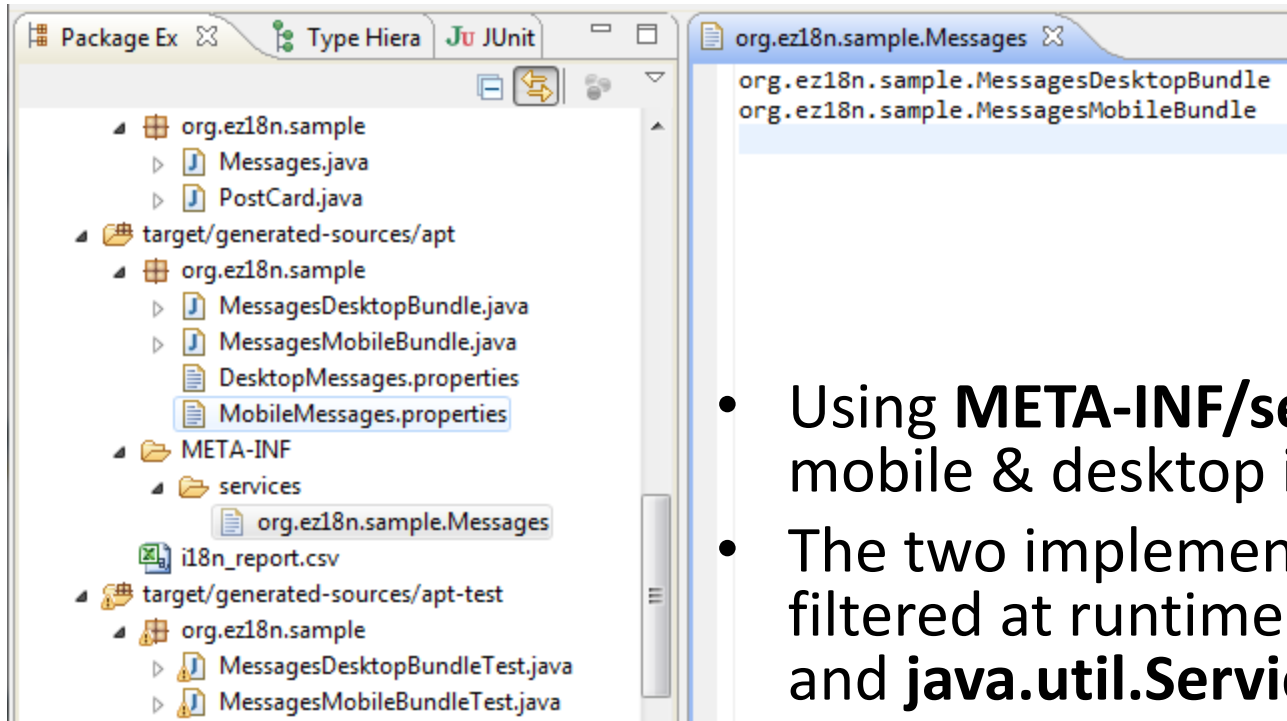 Package Ex
Type Hiera
JUnit
org.ez18n.sample
Messages.java
PostCard.java
target/generated-sources/apt
org.ez18n.sample
MessagesDesktopBundle.java
MessagesMobileBundle.java
DesktopMessages.properties
MobileMessages.properties
META-INF
services
org.ez18n.sample.Messages
i18n_report.csv
target/generated-sources/apt-test
org.ez18n.sample
MessagesDesktopBundleTest.java
MessagesMobileBundleTest.java
org.ez18n.sample.Messages
org.ez18n.sample.MessagesDesktopBundle
org.ez18n.sample.MessagesMobileBundle
• Using META-INF/se
mobile & desktop i
• The two implemen
filtered at runtime
and java.util.Servi